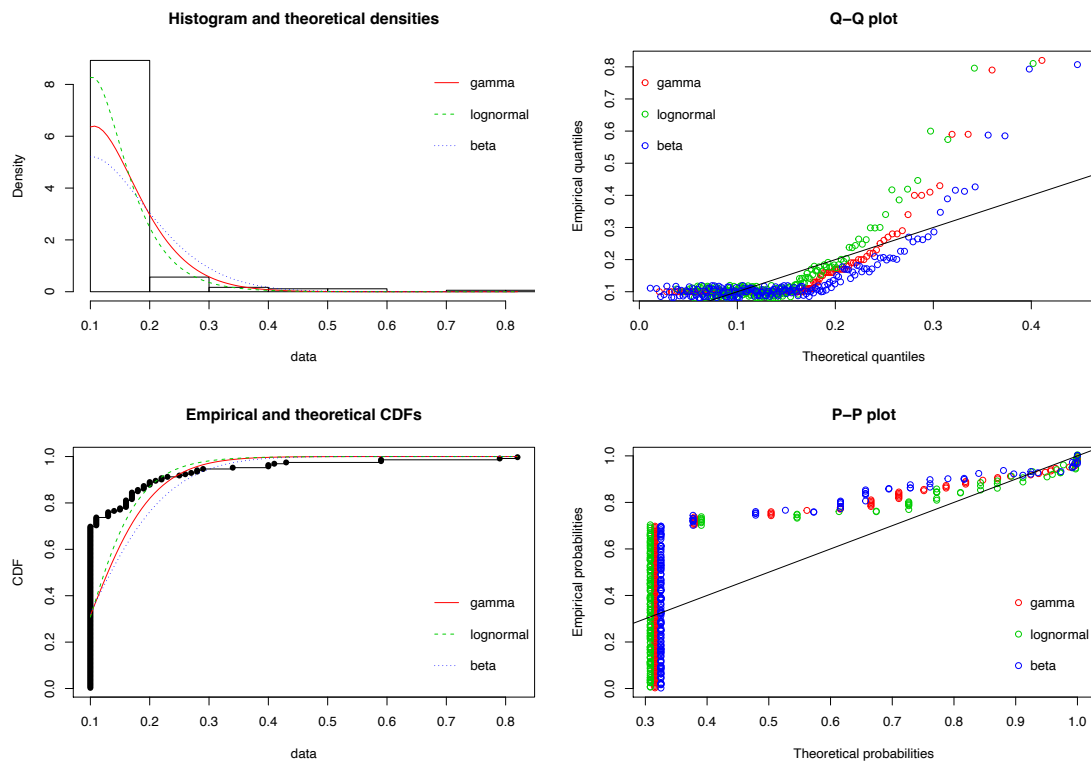 Histogram and theoretical densities
Density
0 2 4 6 8
gamma
lognormal
beta
0.1 0.2 0.3 0.4 0.5 0.6 0.7 0.8
data
Q−Q plot
Empirical quantiles
0.1 0.2 0.3 0.4 0.5 0.6 0.7 0.8
gamma
lognormal
beta
0.0 0.1 0.2 0.3 0.4
Theoretical quantiles
Empirical and theoretical CDFs
CDF
0.0 0.2 0.4 0.6 0.8 1.0
gamma
lognormal
beta
0.1 0.2 0.3 0.4 0.5 0.6 0.7 0.8
data
P−P plot
Empirical probabilities
0.0 0.2 0.4 0.6 0.8 1.0
gamma
lognormal
beta
0.3 0.4 0.5 0.6 0.7 0.8 0.9 1.0
Theoretical probabilities